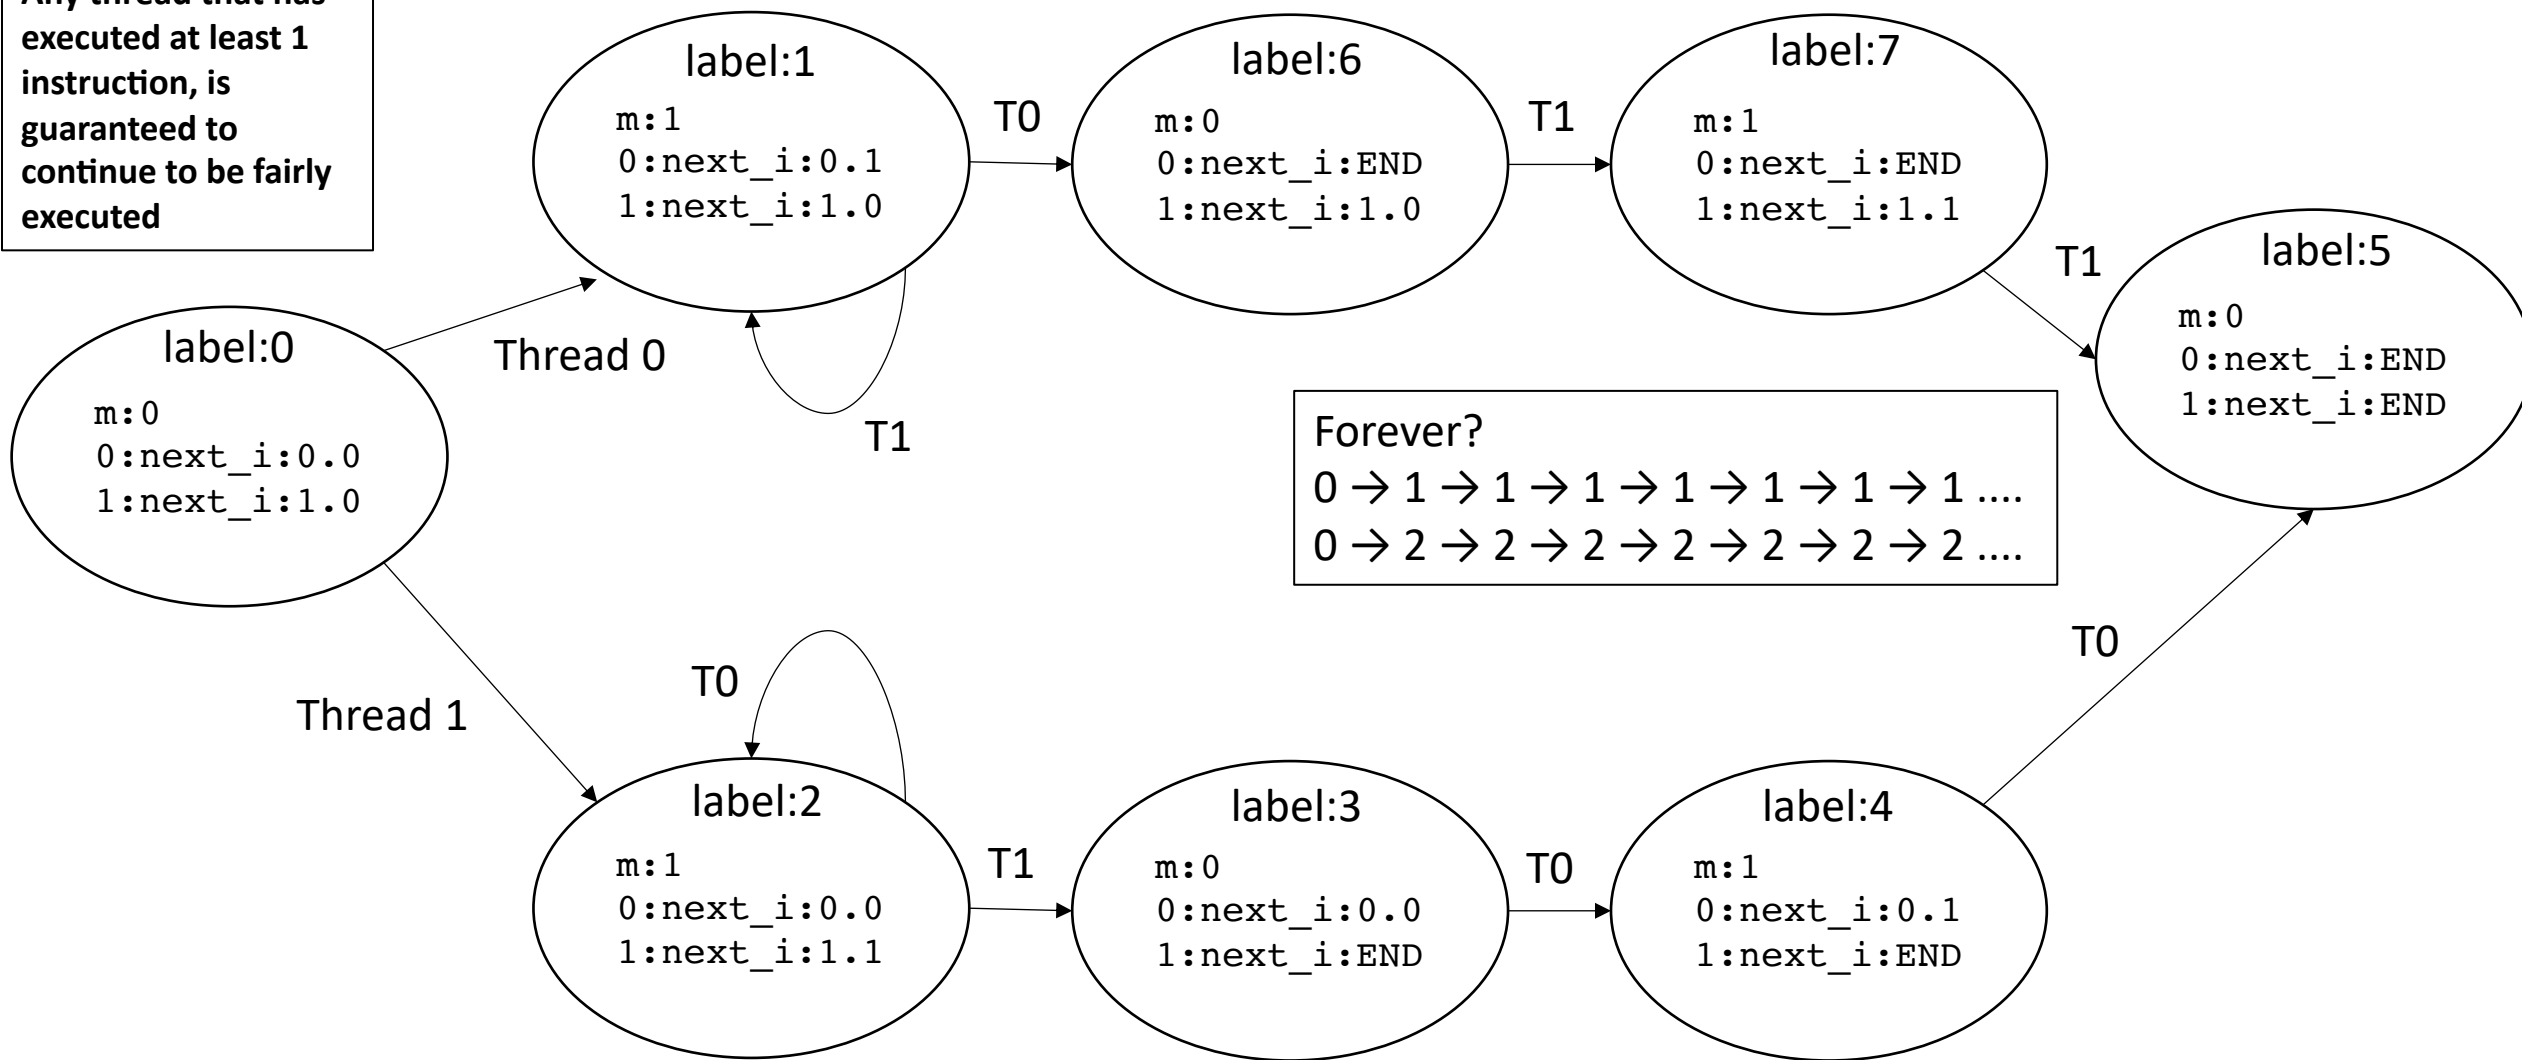 Any thread that has
executed at least 1
instruction, is
guaranteed to
continue to be fairly
executed
label:1
m:1
0:next_i:0.1
1:next_i:1.0
T0
label:6
m:0
0:next_i:END
1:next_i:1.0
T1
label:7
m:1
0:next_i:END
1:next_i:1.1
T1
label:5
m:0
0:next_i:END
1:next_i:END
label:0
m:0
0:next_i:0.0
1:next_i:1.0
Thread 0
T1
Forever?
0 → 1 → 1 → 1 → 1 → 1 → 1 → 1 ....
0 → 2 → 2 → 2 → 2 → 2 → 2 → 2 ....
Thread 1
T0
T0
label:2
m:1
0:next_i:0.0
1:next_i:1.1
T1
label:3
m:0
0:next_i:0.0
1:next_i:END
T0
label:4
m:1
0:next_i:0.1
1:next_i:END